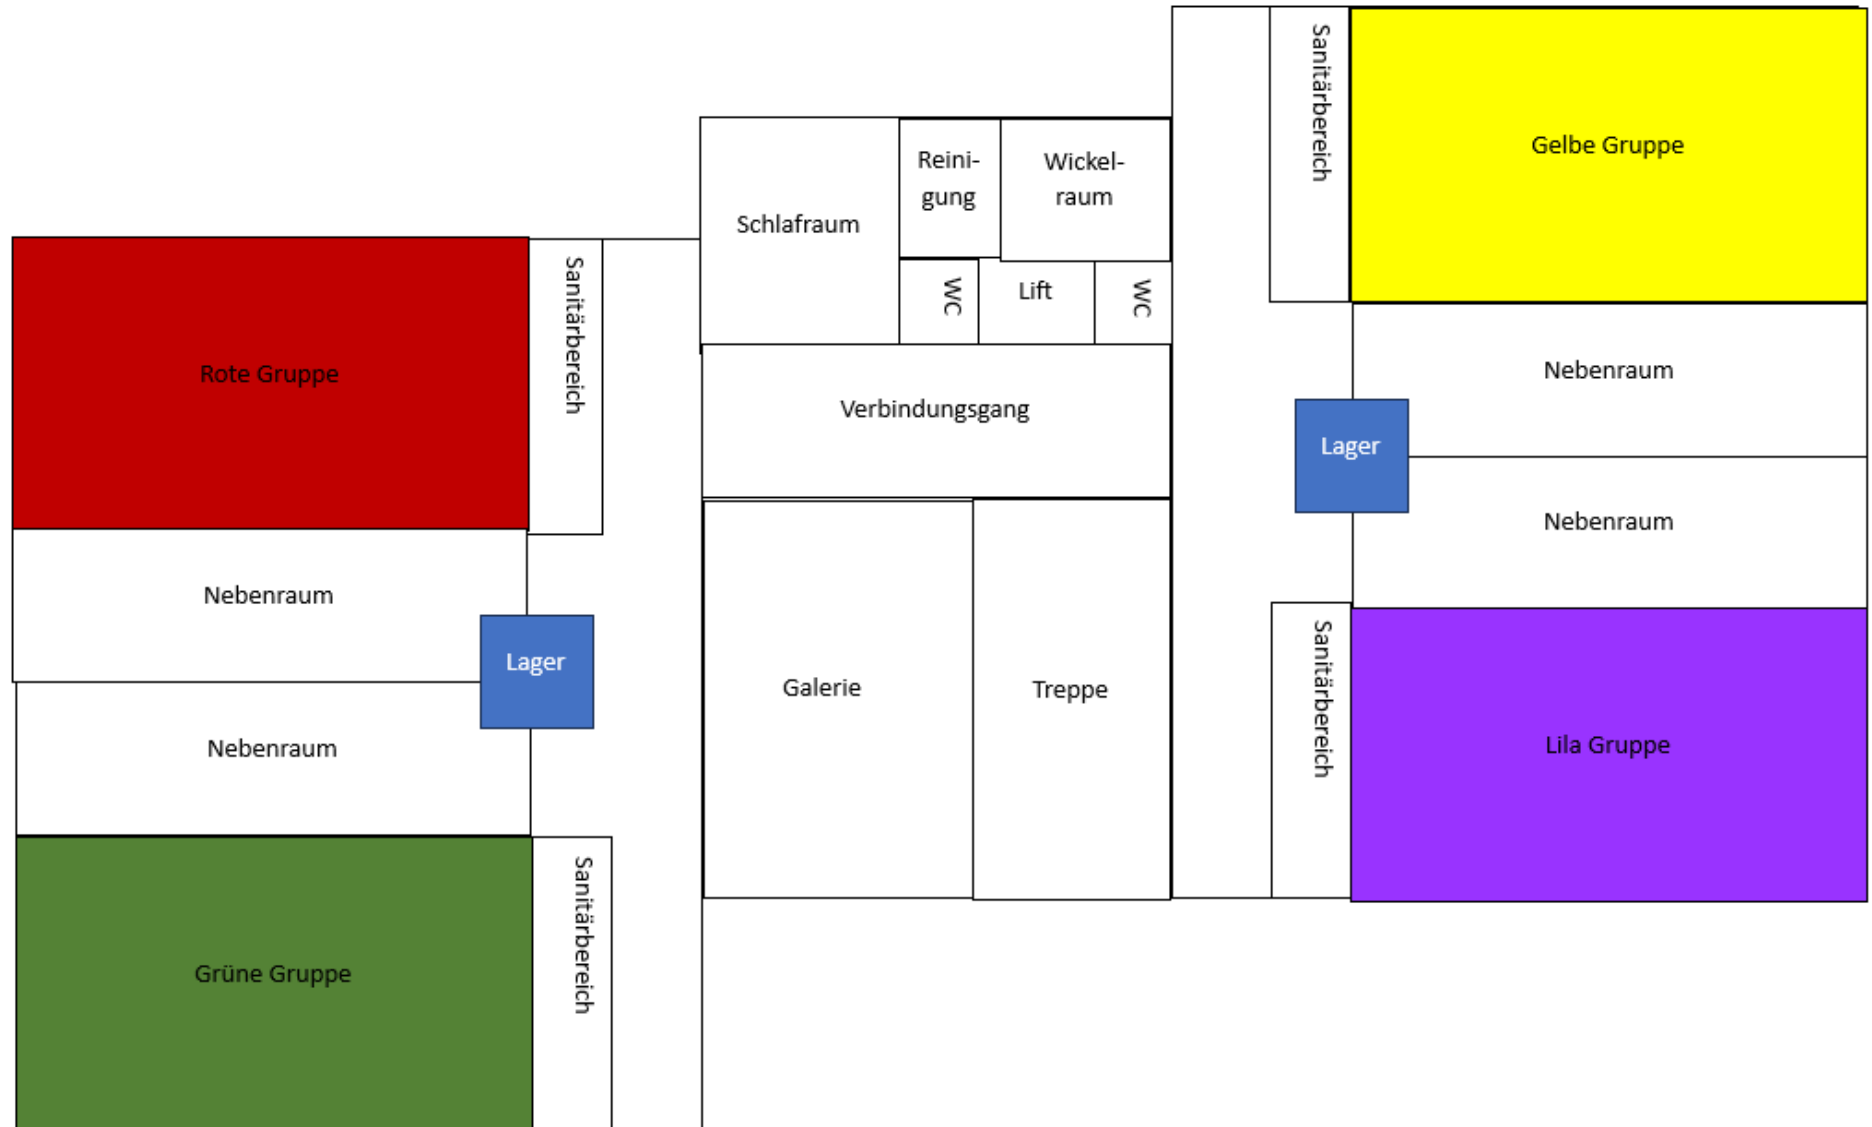 Sanitärbereich
Gelbe Gruppe
Reini-
gung
Wickel-
raum
Schlafraum
Sanitärbereich
WC
Lift
WC
Rote Gruppe
Nebenraum
Verbindungsgang
Lager
Nebenraum
Nebenraum
Lager
Sanitärbereich
Galerie
Treppe
Nebenraum
Lila Gruppe
Sanitärbereich
Grüne Gruppe